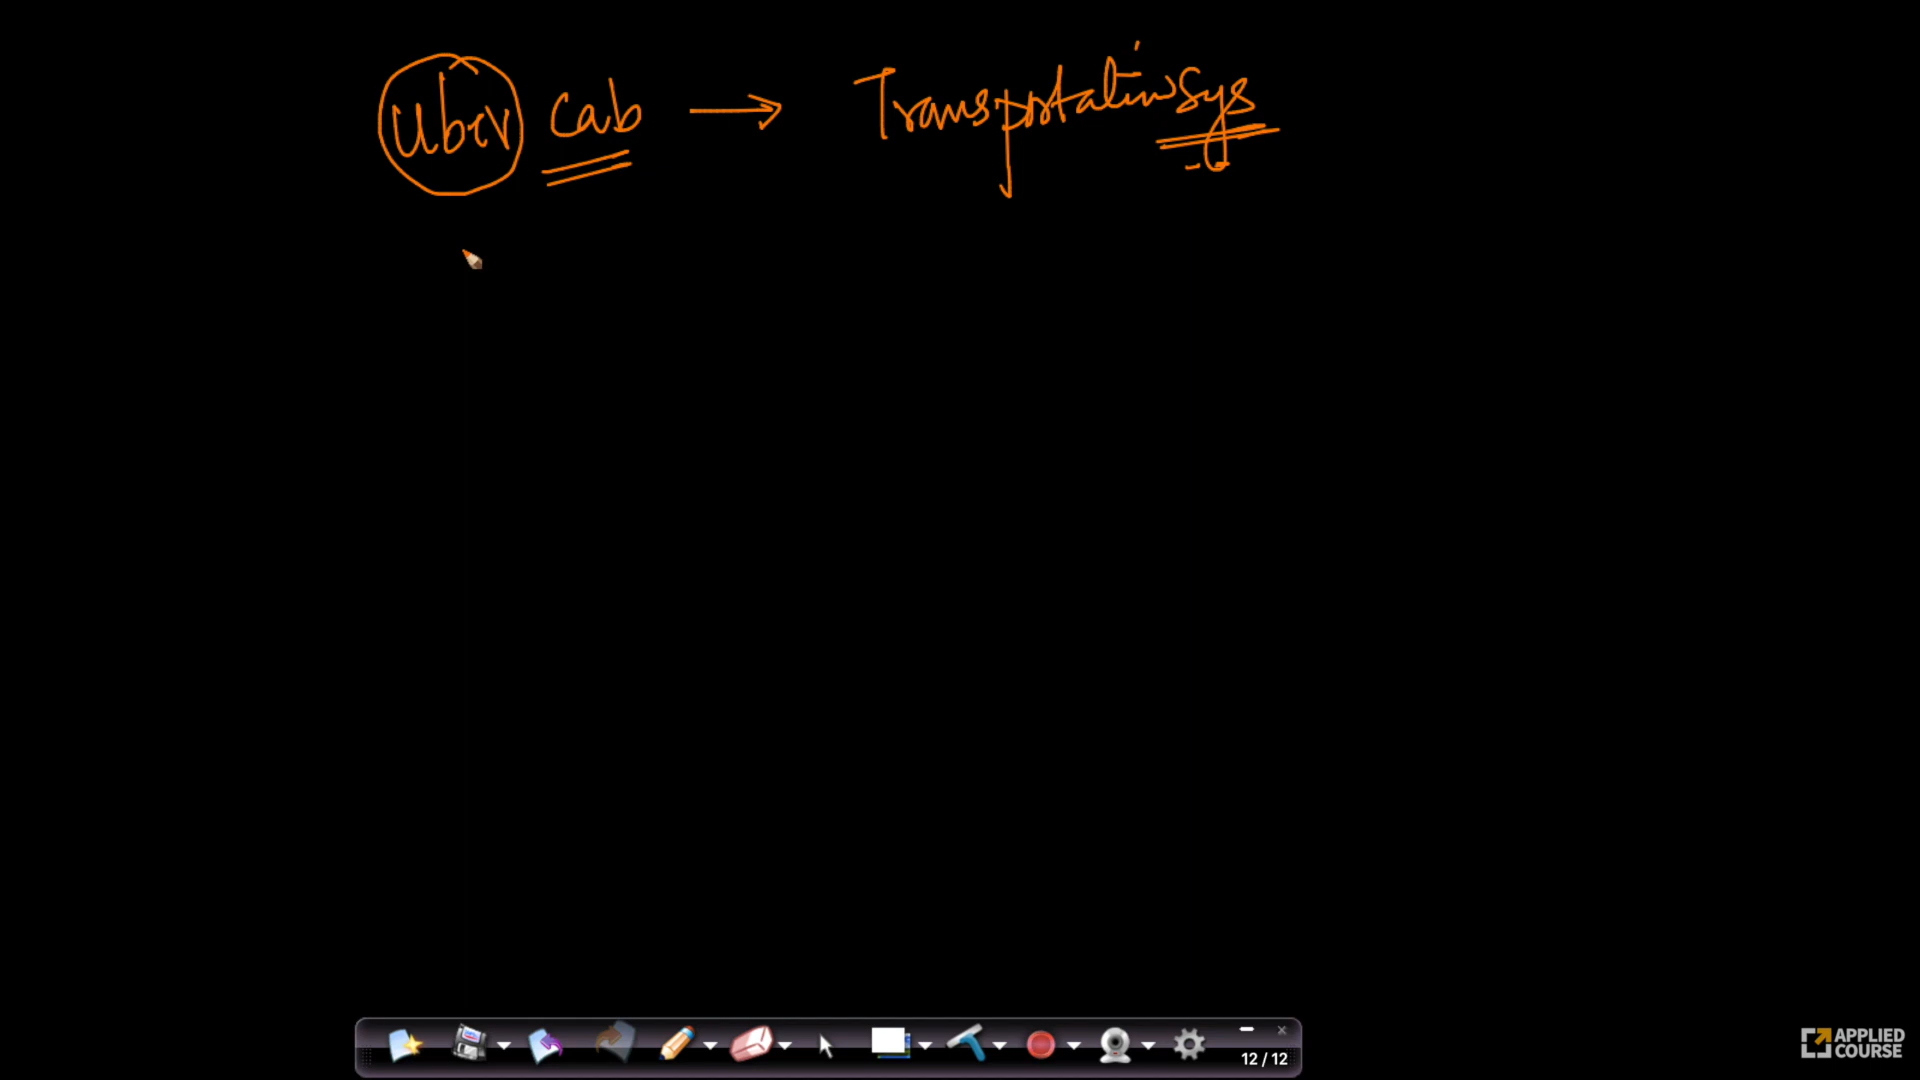 Uber cab → Transportation sys
12 / 12
APPLIED
COURSE